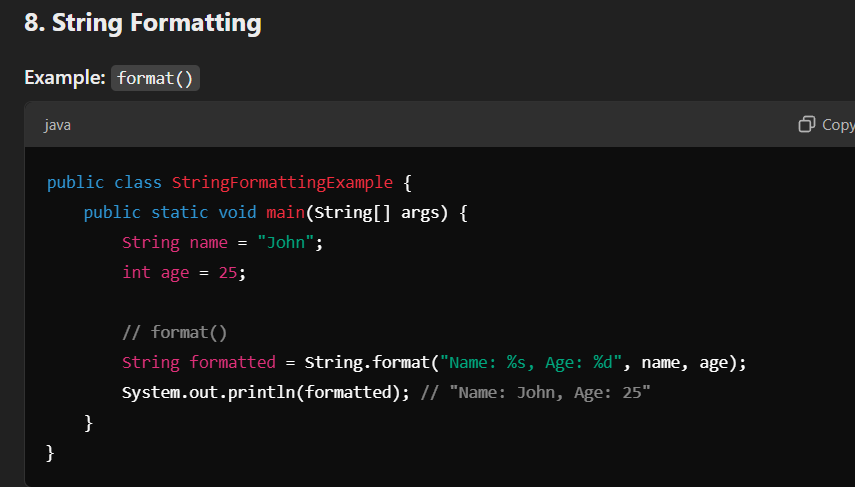 8. String Formatting
Example: format()
java
Copy
public class StringFormattingExample {
    public static void main(String[] args) {
        String name = "John";
        int age = 25;

        // format()
        String formatted = String.format("Name: %s, Age: %d", name, age);
        System.out.println(formatted); // "Name: John, Age: 25"
    }
}